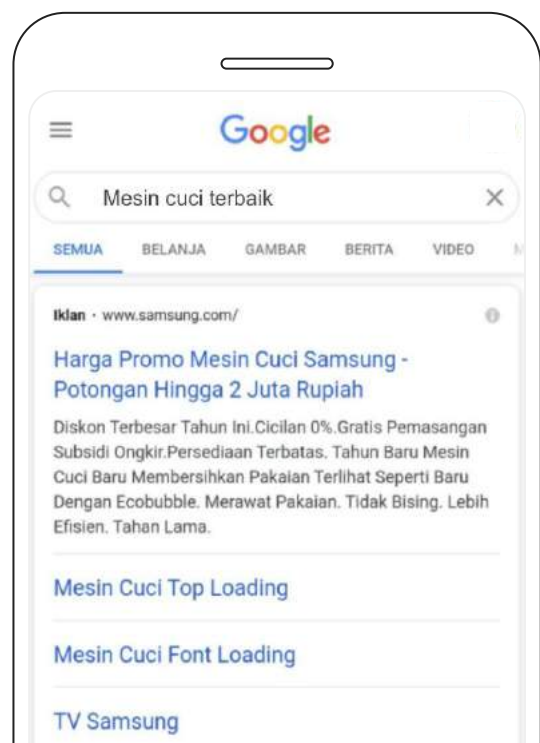 Google
Mesin cuci terbaik
SEMUA BELANJA GAMBAR BERITA VIDEO
Iklan · www.samsung.com/
Harga Promo Mesin Cuci Samsung -
Potongan Hingga 2 Juta Rupiah
Diskon Terbesar Tahun Ini.Cicilan 0%.Gratis Pemasangan
Subsidi Ongkir.Persediaan Terbatas. Tahun Baru Mesin
Cuci Baru Membersihkan Pakaian Terlihat Seperti Baru
Dengan Ecobubble. Merawat Pakaian. Tidak Bising. Lebih
Efisien. Tahan Lama.
Mesin Cuci Top Loading
Mesin Cuci Font Loading
TV Samsung